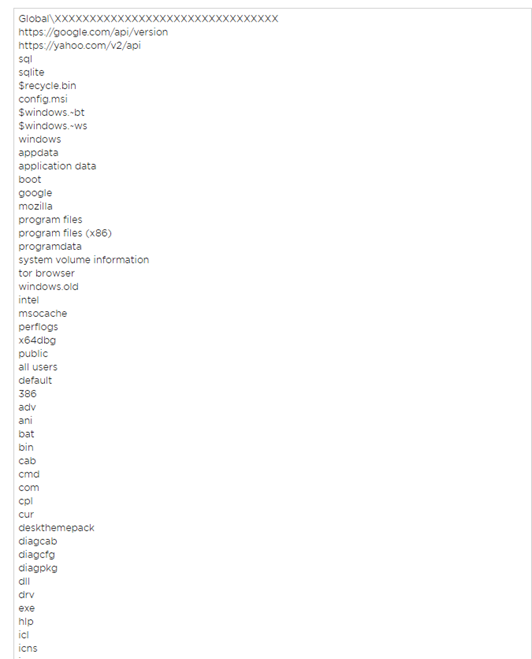 Global\XXXXXXXXXXXXXXXXXXXXXXXXXXXXXXXX
https://google.com/api/version
https://yahoo.com/v2/api
sql
sqlite
$recycle.bin
config.msi
$windows.~bt
$windows.~ws
windows
appdata
application data
boot
google
mozilla
program files
program files (x86)
programdata
system volume information
tor browser
windows.old
intel
msocache
perflogs
x64dbg
public
all users
default
386
adv
ani
bat
bin
cab
cmd
com
cpl
cur
deskthemepack
diagcab
diagcfg
diagpkg
dll
drv
exe
hlp
icl
icns